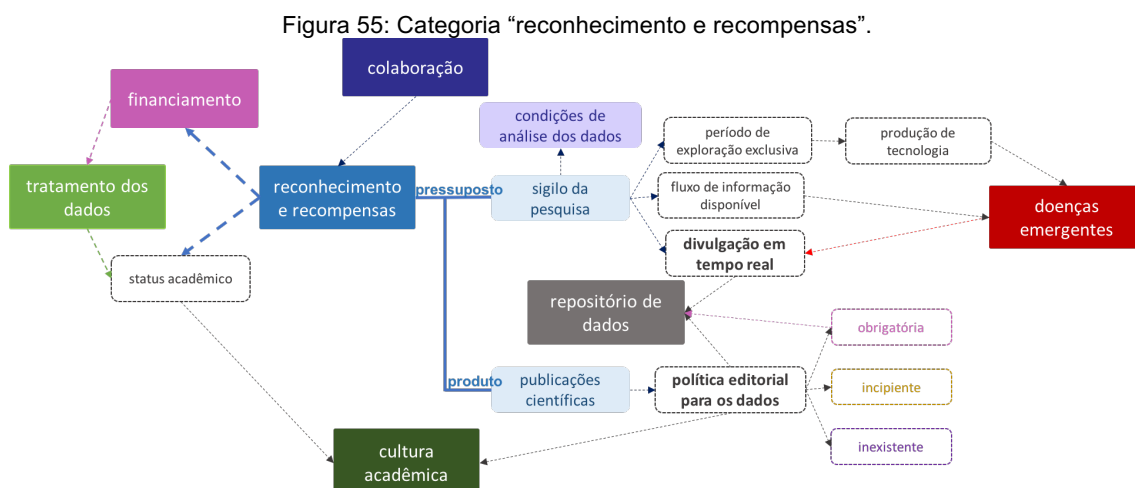 Figura 55: Categoria “reconhecimento e recompensas”.
colaboração
financiamento
condições de
análise dos dados
período de
exploração exclusiva
produção de
tecnologia
tratamento dos
dados
reconhecimento
e recompensas
pressuposto
sigilo da
pesquisa
fluxo de informação
disponível
doenças
emergentes
divulgação em
tempo real
status acadêmico
repositório de
dados
obrigatória
produto
publicações
científicas
política editorial
para os dados
incipiente
inexistente
cultura
acadêmica